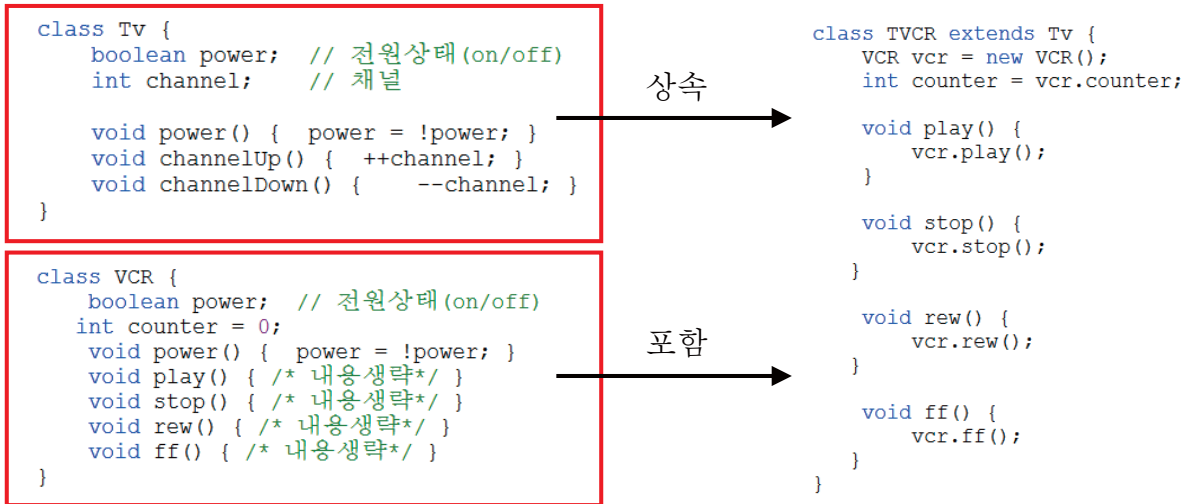 class Tv {
boolean power;  // 전원상태(on/off)
int channel;    // 채널
void power() {  power = !power; }
void channelUp() {  ++channel; }
void channelDown() {    --channel; }
}
class VCR {
boolean power;  // 전원상태(on/off)
int counter = 0;
void power() {  power = !power; }
void play() { /* 내용생략*/ }
void stop() { /* 내용생략*/ }
void rew() { /* 내용생략*/ }
void ff() { /* 내용생략*/ }
}
상속
포함
class TVCR extends Tv {
VCR vcr = new VCR();
int counter = vcr.counter;
void play() {
vcr.play();
}
void stop() {
vcr.stop();
}
void rew() {
vcr.rew();
}
void ff() {
vcr.ff();
}
}